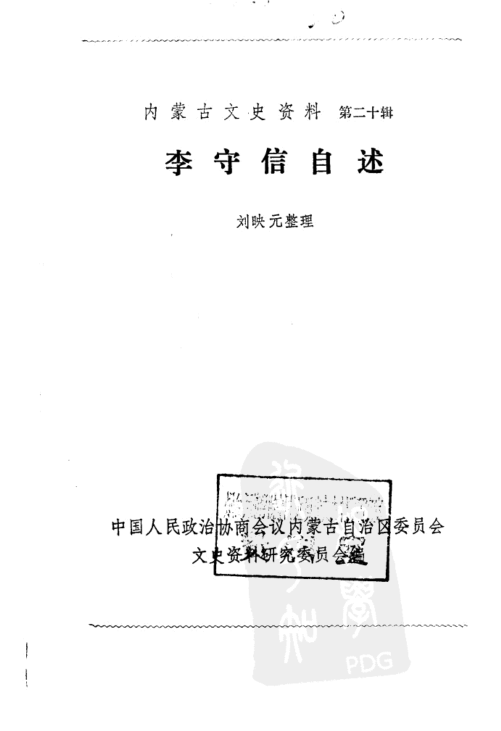 内蒙古文史资料 第二十辑
李守信自述
刘映元整理
中国人民政治协商会议内蒙古自治区委员会
文史资料研究委员会编
PDG